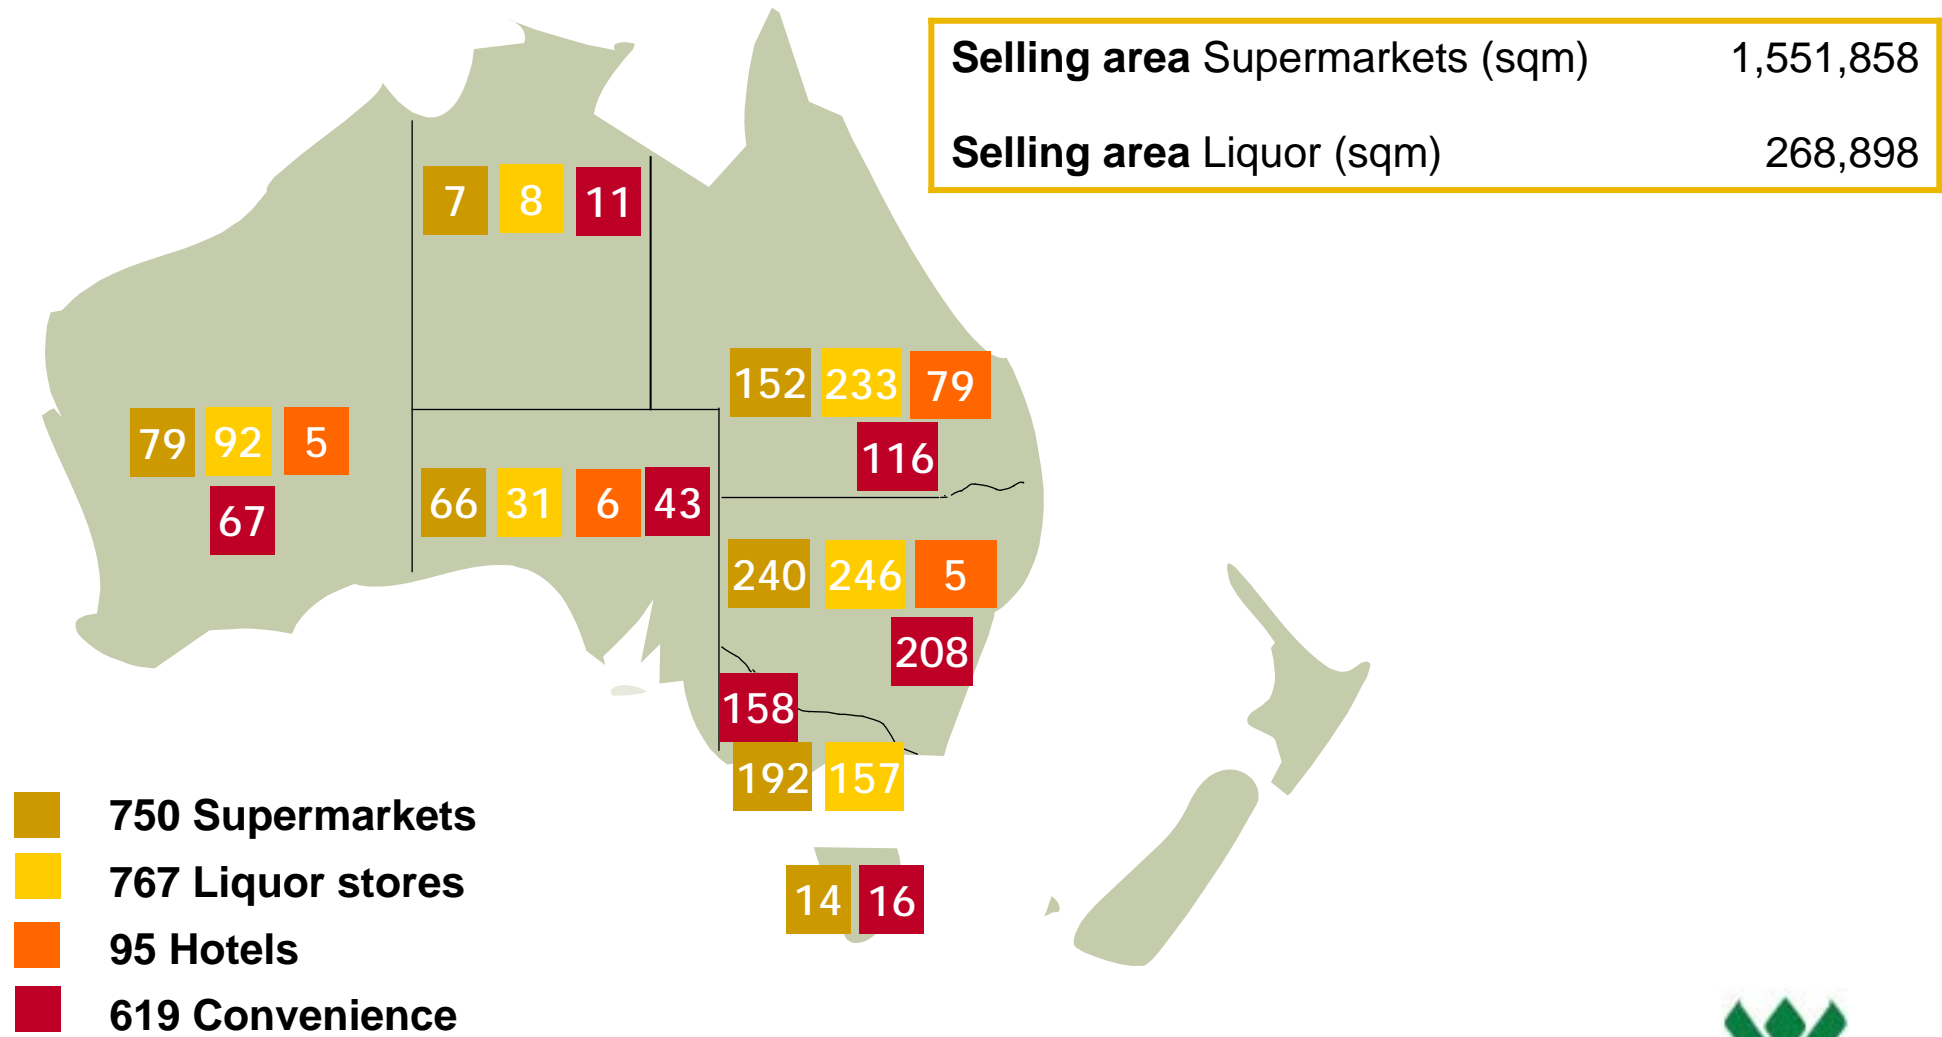 Selling area Supermarkets (sqm) 1,551,858
Selling area Liquor (sqm) 268,898
7 8 11
152 233 79
116
79 92 5
67
66 31 6 43
240 246 5
208
158
192 157
14 16
750 Supermarkets
767 Liquor stores
95 Hotels
619 Convenience